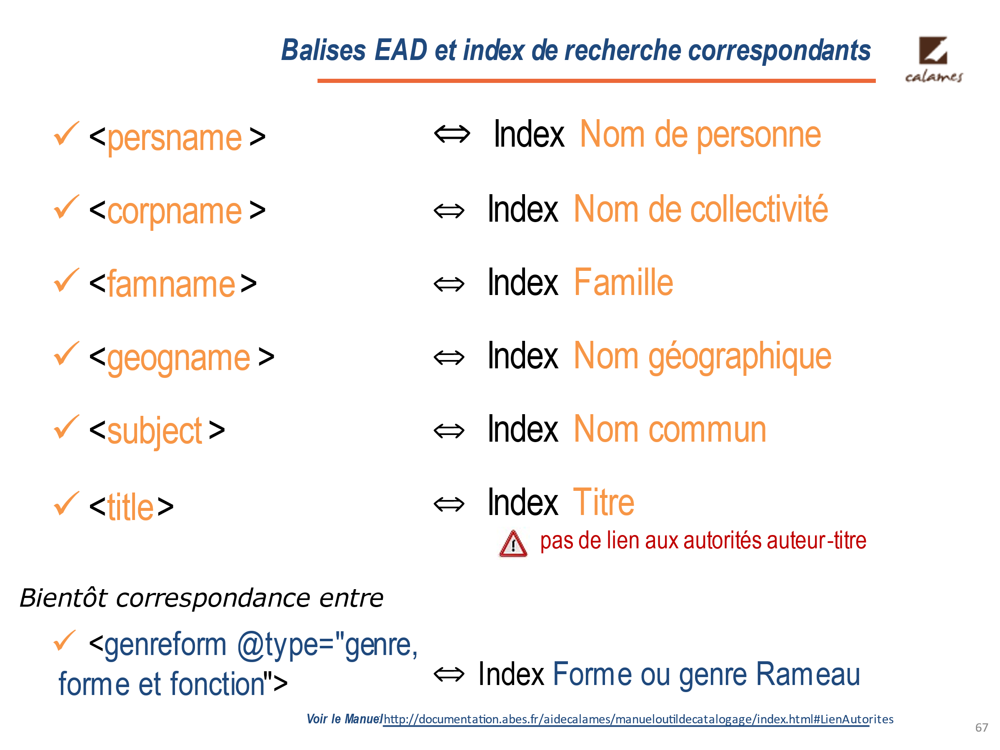 Balises EAD et index de recherche correspondants
calames
<persname > ⇔ Index Nom de personne
<corpname > ⇔ Index Nom de collectivité
<famname > ⇔ Index Famille
<geogname > ⇔ Index Nom géographique
<subject > ⇔ Index Nom commun
<title > ⇔ Index Titre
pas de lien aux autorités auteur-titre
Bientôt correspondance entre
<genreform @type="genre,
forme et fonction"> ⇔ Index Forme ou genre Rameau
Voir le Manuel: http://documentation.abes.fr/aidecalames/manueloutildecatalogage/index.html#LienAutorites
67